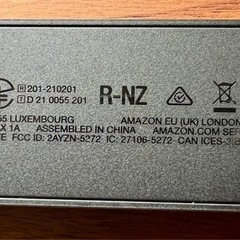 R 201-210201
T D 21 0055 201
R-NZ
55 LUXEMBOURG AMAZON EU (UK) LONDON
X 1A ASSEMBLED IN CHINA AMAZON.COM SER
FCC ID: 2AYZN-5272 IC: 27106-5272 CAN ICES-3(B